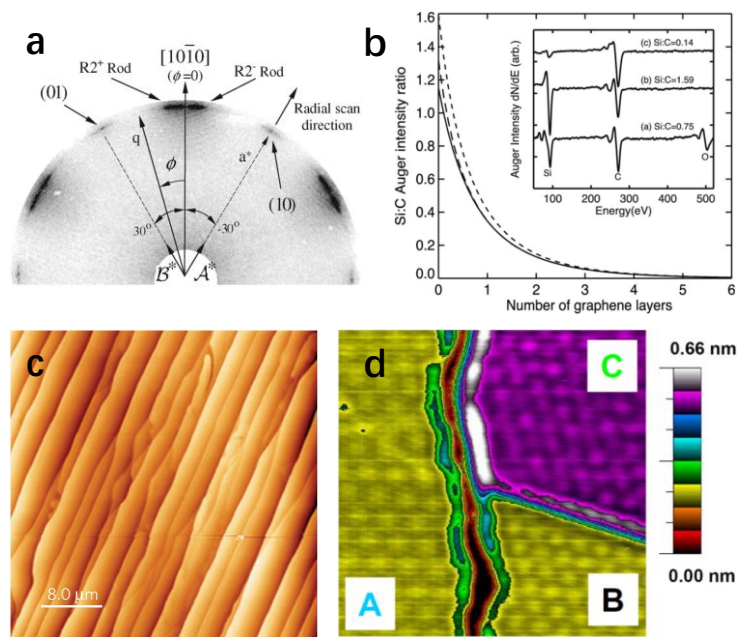 a
[10$\bar{1}$0]
(ϕ=0)
R2⁺ Rod
R2⁻ Rod
(01)
Radial scan
direction
q
ϕ
a*
(10)
30°
-30°
B*
A*
b
Si:C Auger intensity ratio
1.6
1.4
1.2
1.0
0.8
0.6
0.4
0.2
0.0
0
1
2
3
4
5
6
Number of graphene layers
Auger Intensity dN/dE (arb.)
(c) Si:C=0.14
(b) Si:C=1.59
(a) Si:C=0.75
Si
C
O
100
200
300
400
500
Energy(eV)
c
8.0 μm
d
C
A
B
0.66 nm
0.00 nm